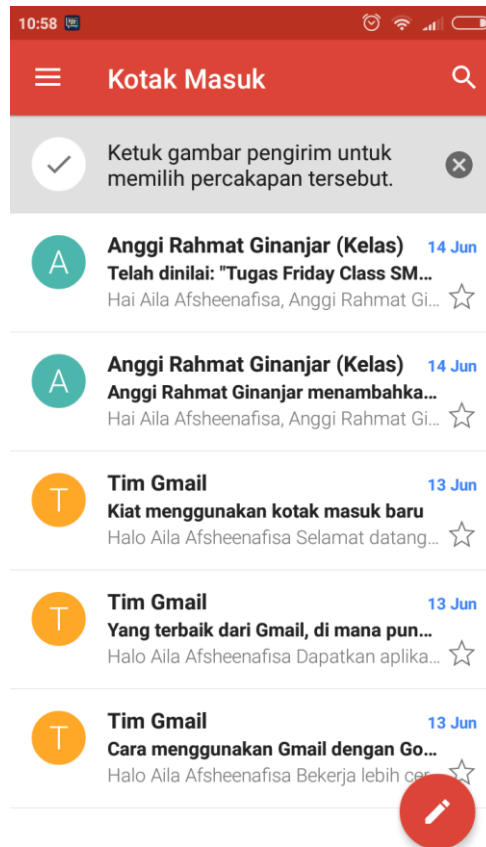 10:58
Kotak Masuk
Ketuk gambar pengirim untuk
memilih percakapan tersebut.
A
Anggi Rahmat Ginanjar (Kelas) 14 Jun
Telah dinilai: "Tugas Friday Class SM...
Hai Aila Afsheenafisa, Anggi Rahmat Gi...
A
Anggi Rahmat Ginanjar (Kelas) 14 Jun
Anggi Rahmat Ginanjar menambahka...
Hai Aila Afsheenafisa, Anggi Rahmat Gi...
T
Tim Gmail 13 Jun
Kiat menggunakan kotak masuk baru
Halo Aila Afsheenafisa Selamat datang...
T
Tim Gmail 13 Jun
Yang terbaik dari Gmail, di mana pun...
Halo Aila Afsheenafisa Dapatkan aplika...
T
Tim Gmail 13 Jun
Cara menggunakan Gmail dengan Go...
Halo Aila Afsheenafisa Bekerja lebih cer...